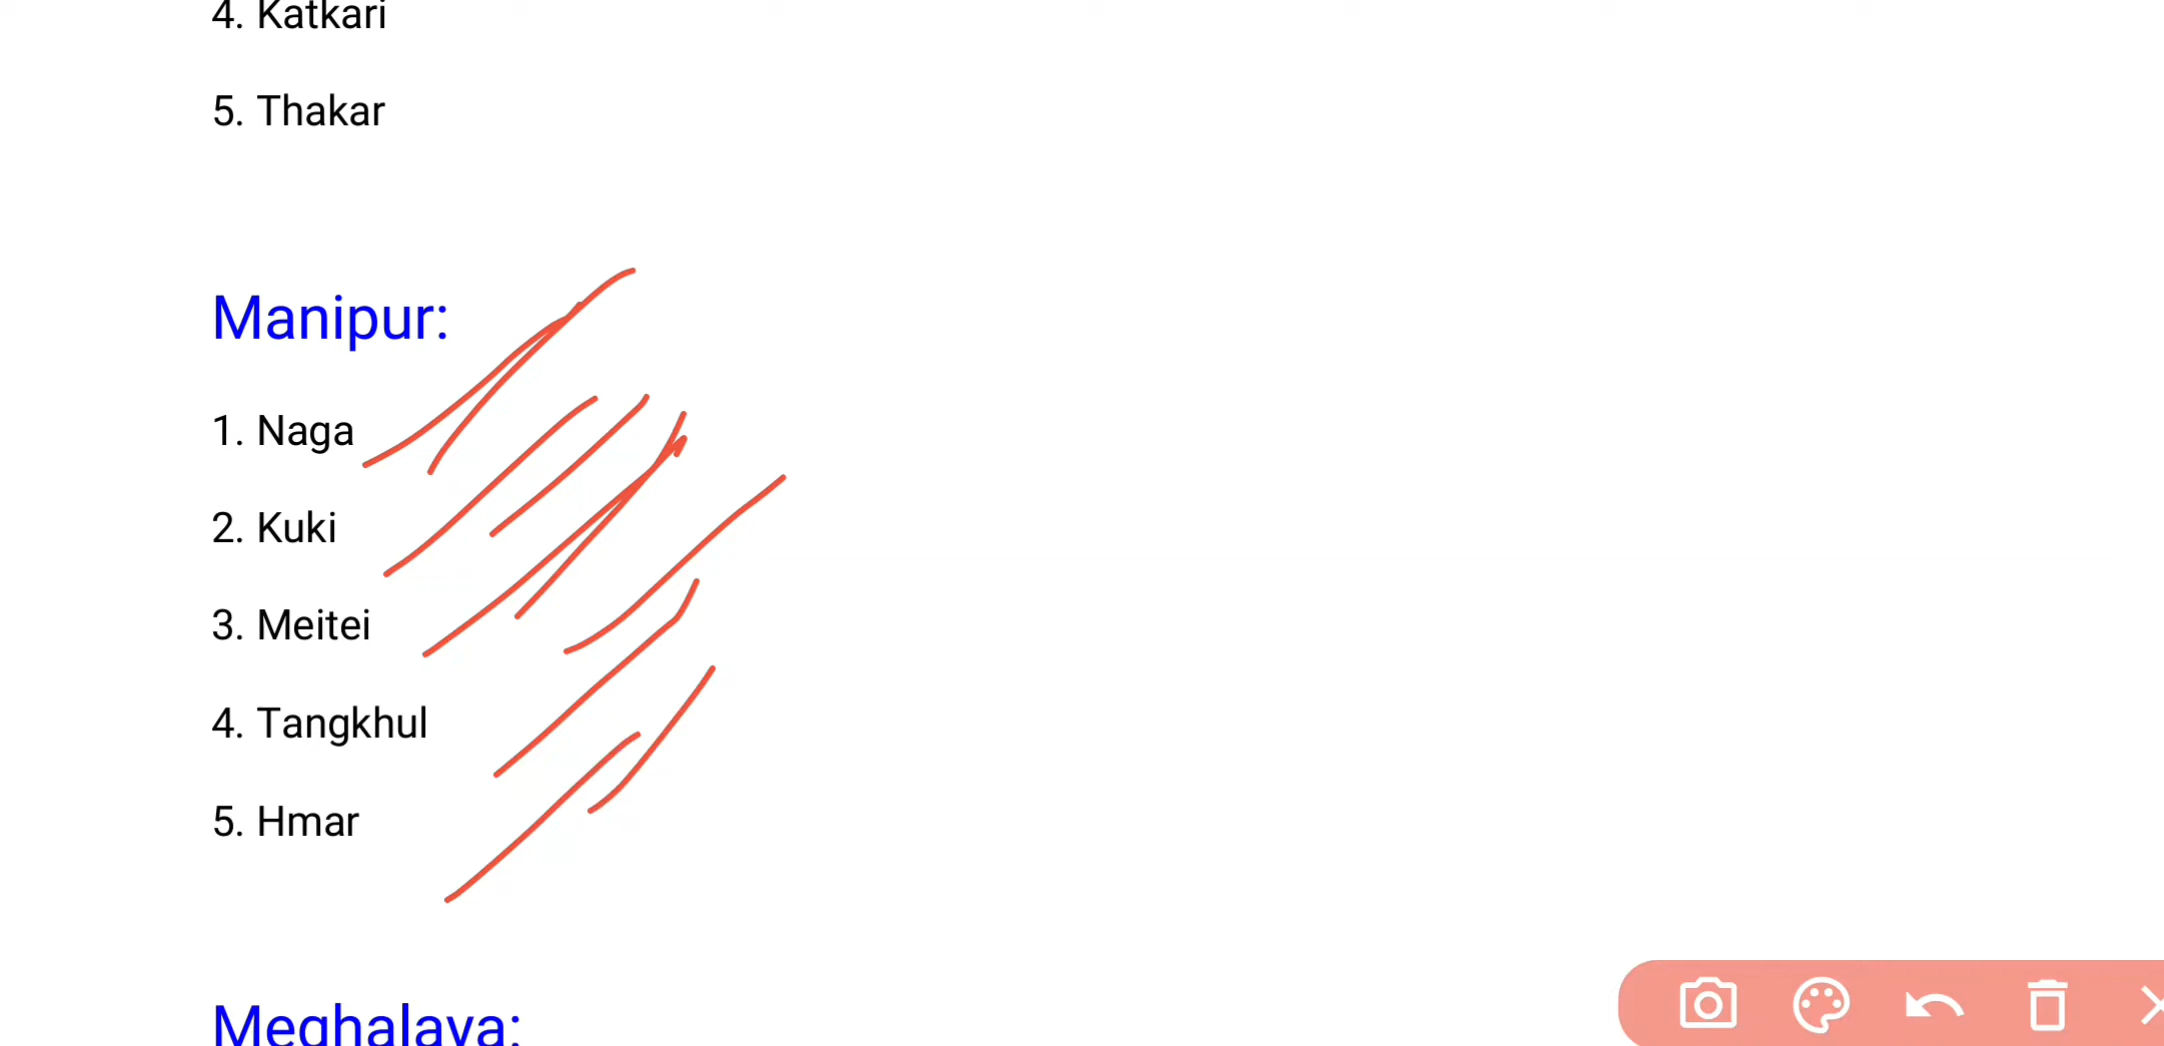 4. Katkari
5. Thakar
Manipur:
1. Naga
2. Kuki
3. Meitei
4. Tangkhul
5. Hmar
Meghalaya: